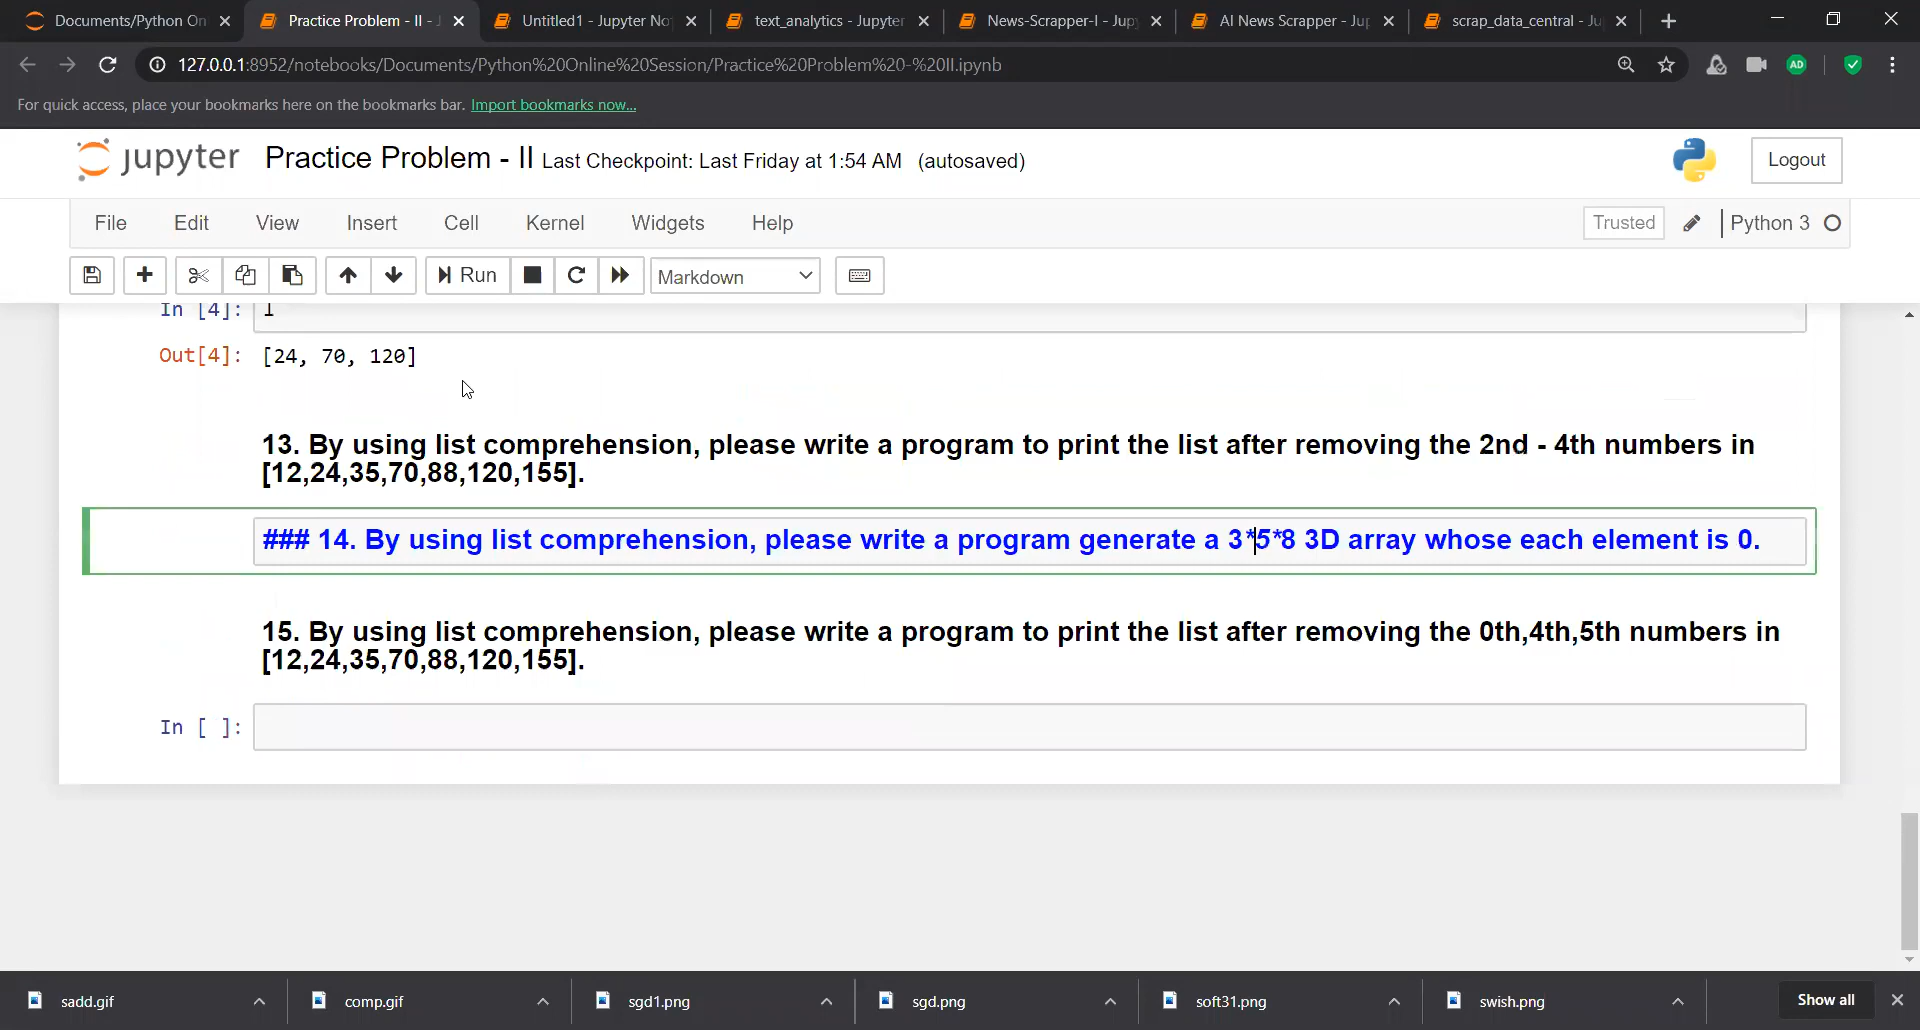 Documents/Python On
Practice Problem - II - J
Untitled1 - Jupyter No
text_analytics - Jupyter
News-Scrapper-I - Jup
AI News Scrapper - Jup
scrap_data_central - Ju
127.0.0.1:8952/notebooks/Documents/Python%20Online%20Session/Practice%20Problem%20-%20II.ipynb
AD
For quick access, place your bookmarks here on the bookmarks bar. Import bookmarks now...
jupyter Practice Problem - II Last Checkpoint: Last Friday at 1:54 AM (autosaved)
Logout
File Edit View Insert Cell Kernel Widgets Help
Trusted Python 3
Run Markdown
In [4]: l
Out[4]: [24, 70, 120]
13. By using list comprehension, please write a program to print the list after removing the 2nd - 4th numbers in
[12,24,35,70,88,120,155].
### 14. By using list comprehension, please write a program generate a 3*5*8 3D array whose each element is 0.
15. By using list comprehension, please write a program to print the list after removing the 0th,4th,5th numbers in
[12,24,35,70,88,120,155].
In [ ]:
sadd.gif
comp.gif
sgd1.png
sgd.png
soft31.png
swish.png
Show all